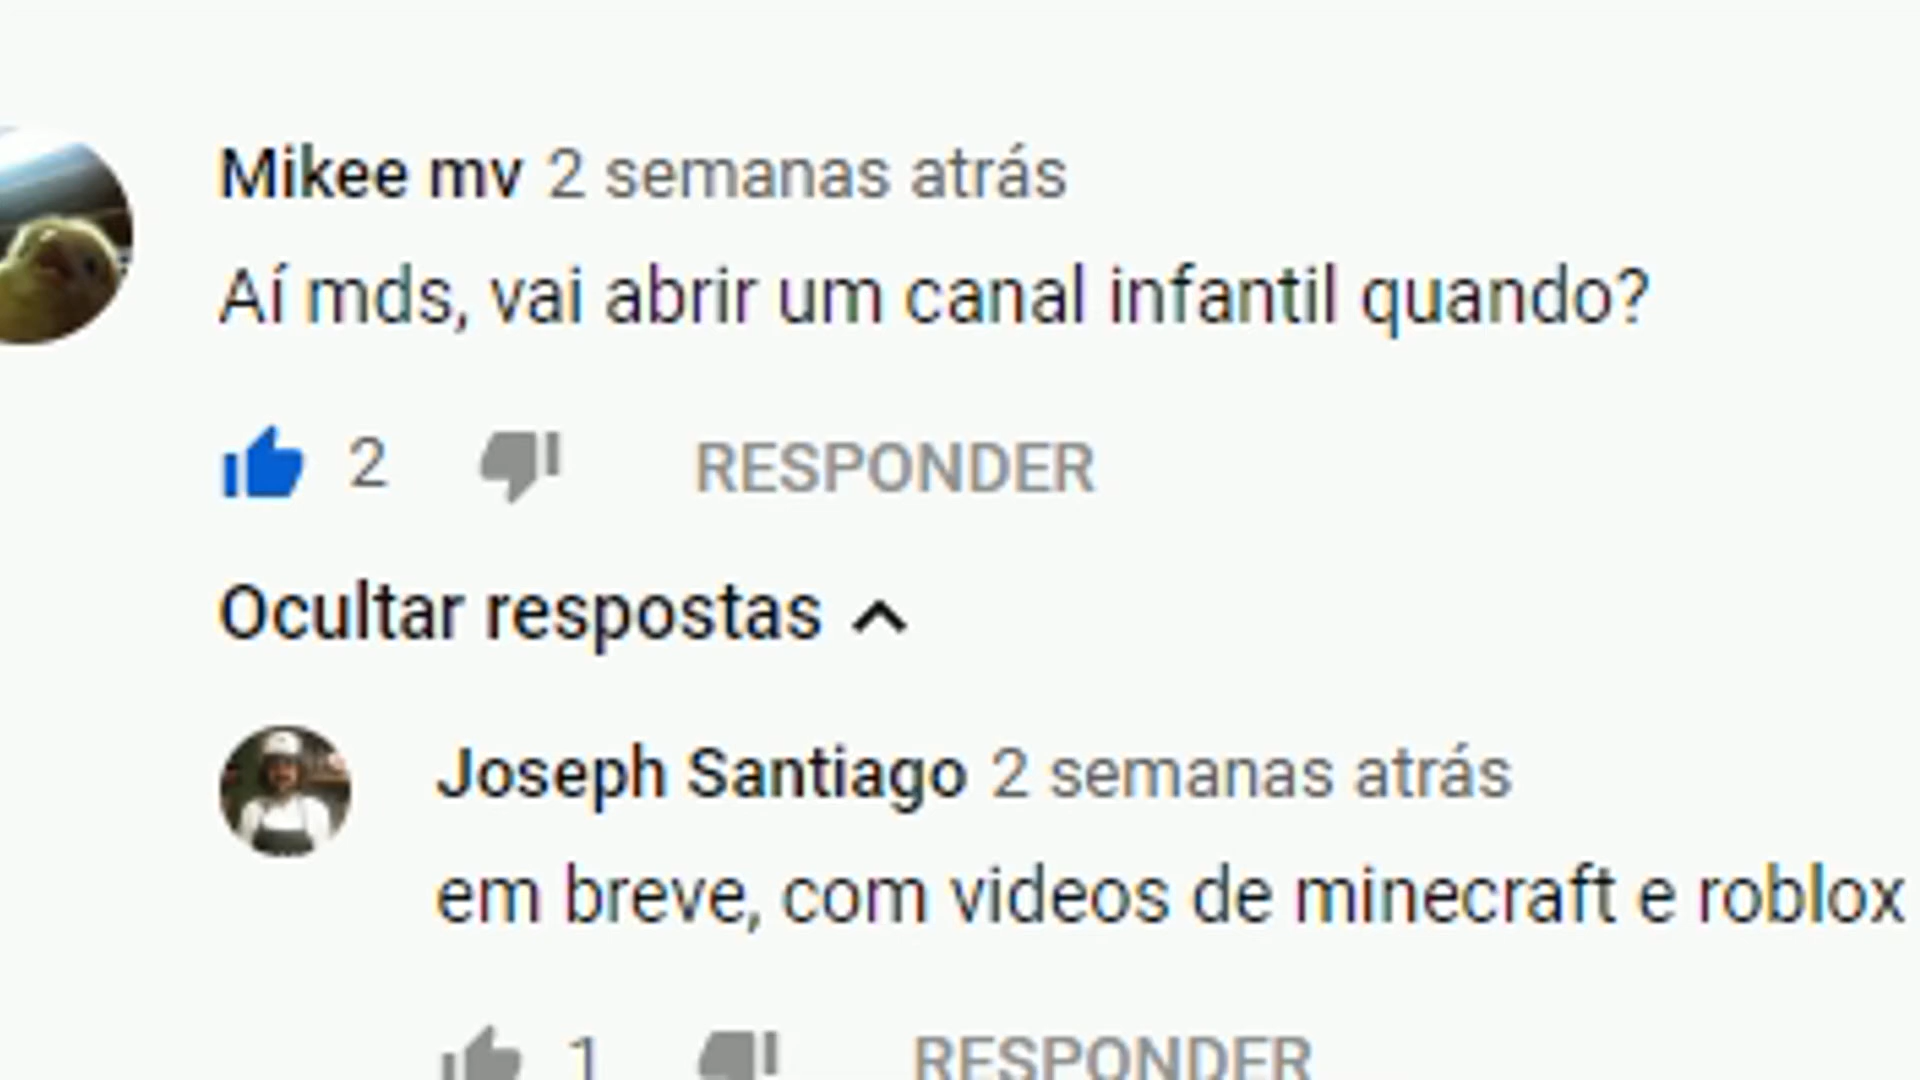 Mikee mv 2 semanas atrás
Aí mds, vai abrir um canal infantil quando?
2 RESPONDER
Ocultar respostas
Joseph Santiago 2 semanas atrás
em breve, com videos de minecraft e roblox
1 RESPONDER